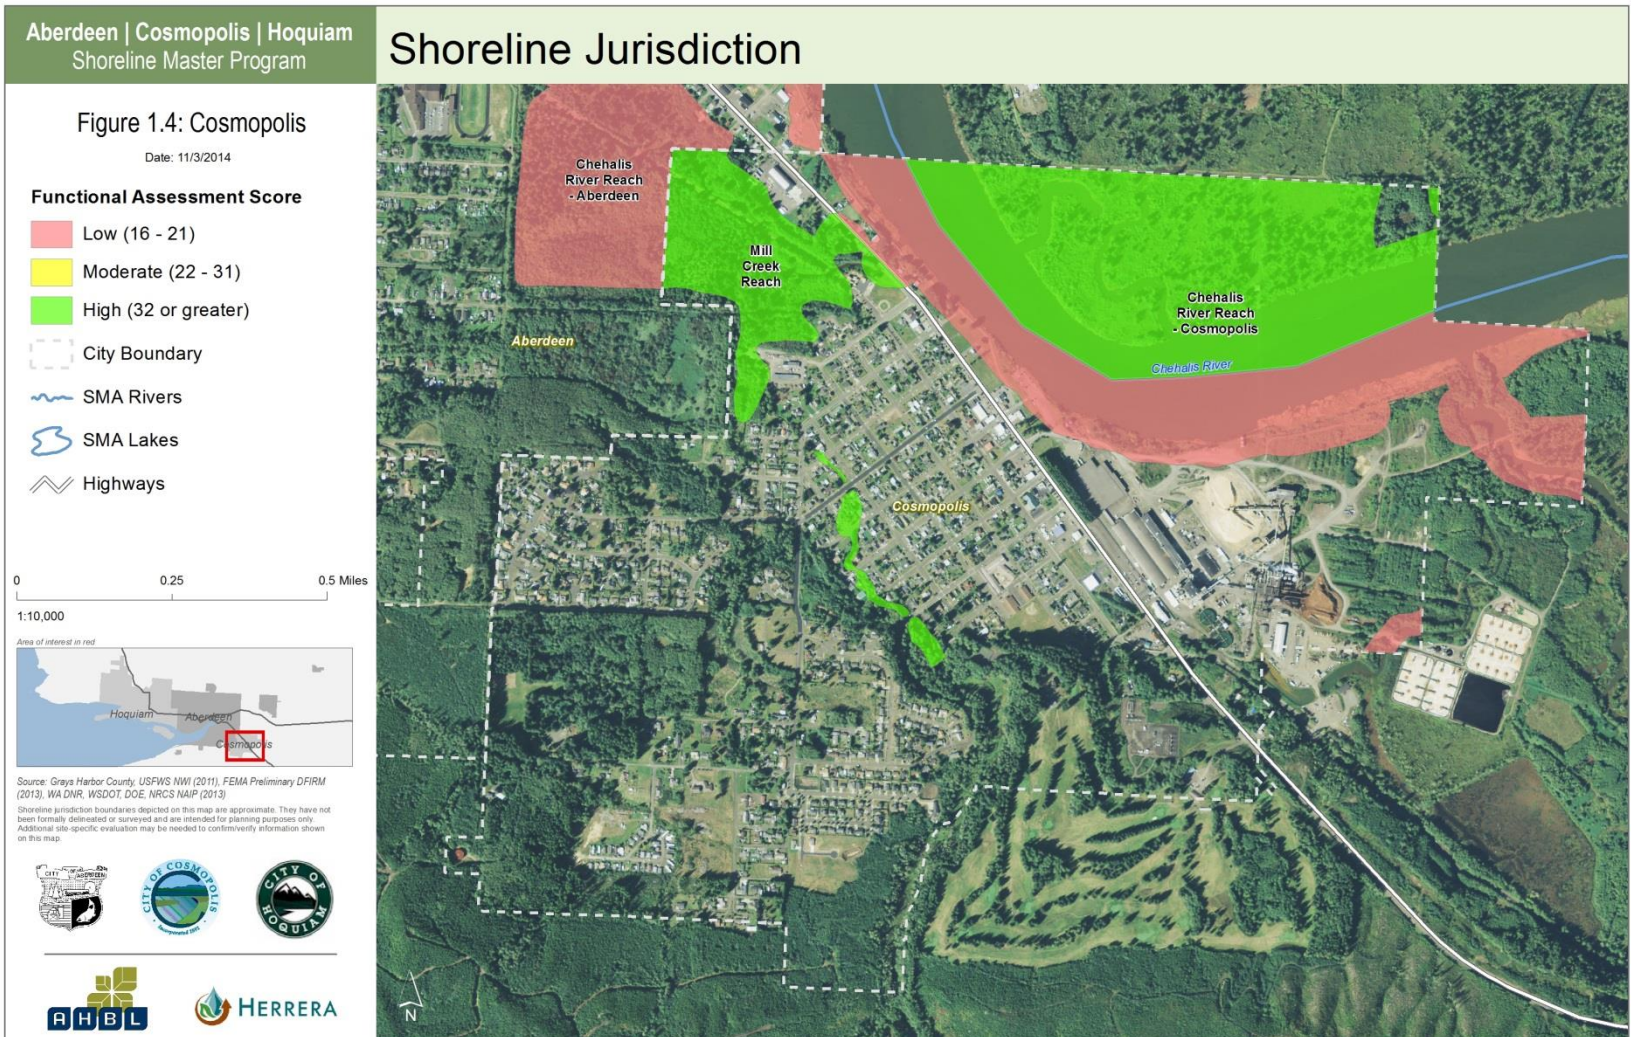 Aberdeen | Cosmopolis | Hoquiam
Shoreline Master Program
Shoreline Jurisdiction
Figure 1.4: Cosmopolis
Date: 11/3/2014
Functional Assessment Score
Low (16 - 21)
Moderate (22 - 31)
High (32 or greater)
City Boundary
SMA Rivers
SMA Lakes
Highways
0 0.25 0.5 Miles
1:10,000
Area of interest in red
Hoquiam
Aberdeen
Cosmopolis
Source: Grays Harbor County, USFWS NWI (2011), FEMA Preliminary DFIRM
(2013), WA DNR, WSDOT, DOE, NRCS NAIP (2013)
Shoreline jurisdiction boundaries depicted on this map are approximate. They have not
been formally delineated or surveyed and are intended for planning purposes only.
Additional site-specific evaluation may be needed to confirm/verify information shown
on this map.
CITY OF ABERDEEN
CITY OF COSMOPOLIS
CITY OF HOQUIAM
AHBL
HERRERA
Chehalis
River Reach
- Aberdeen
Mill
Creek
Reach
Chehalis
River Reach
- Cosmopolis
Chehalis River
Aberdeen
Cosmopolis
N